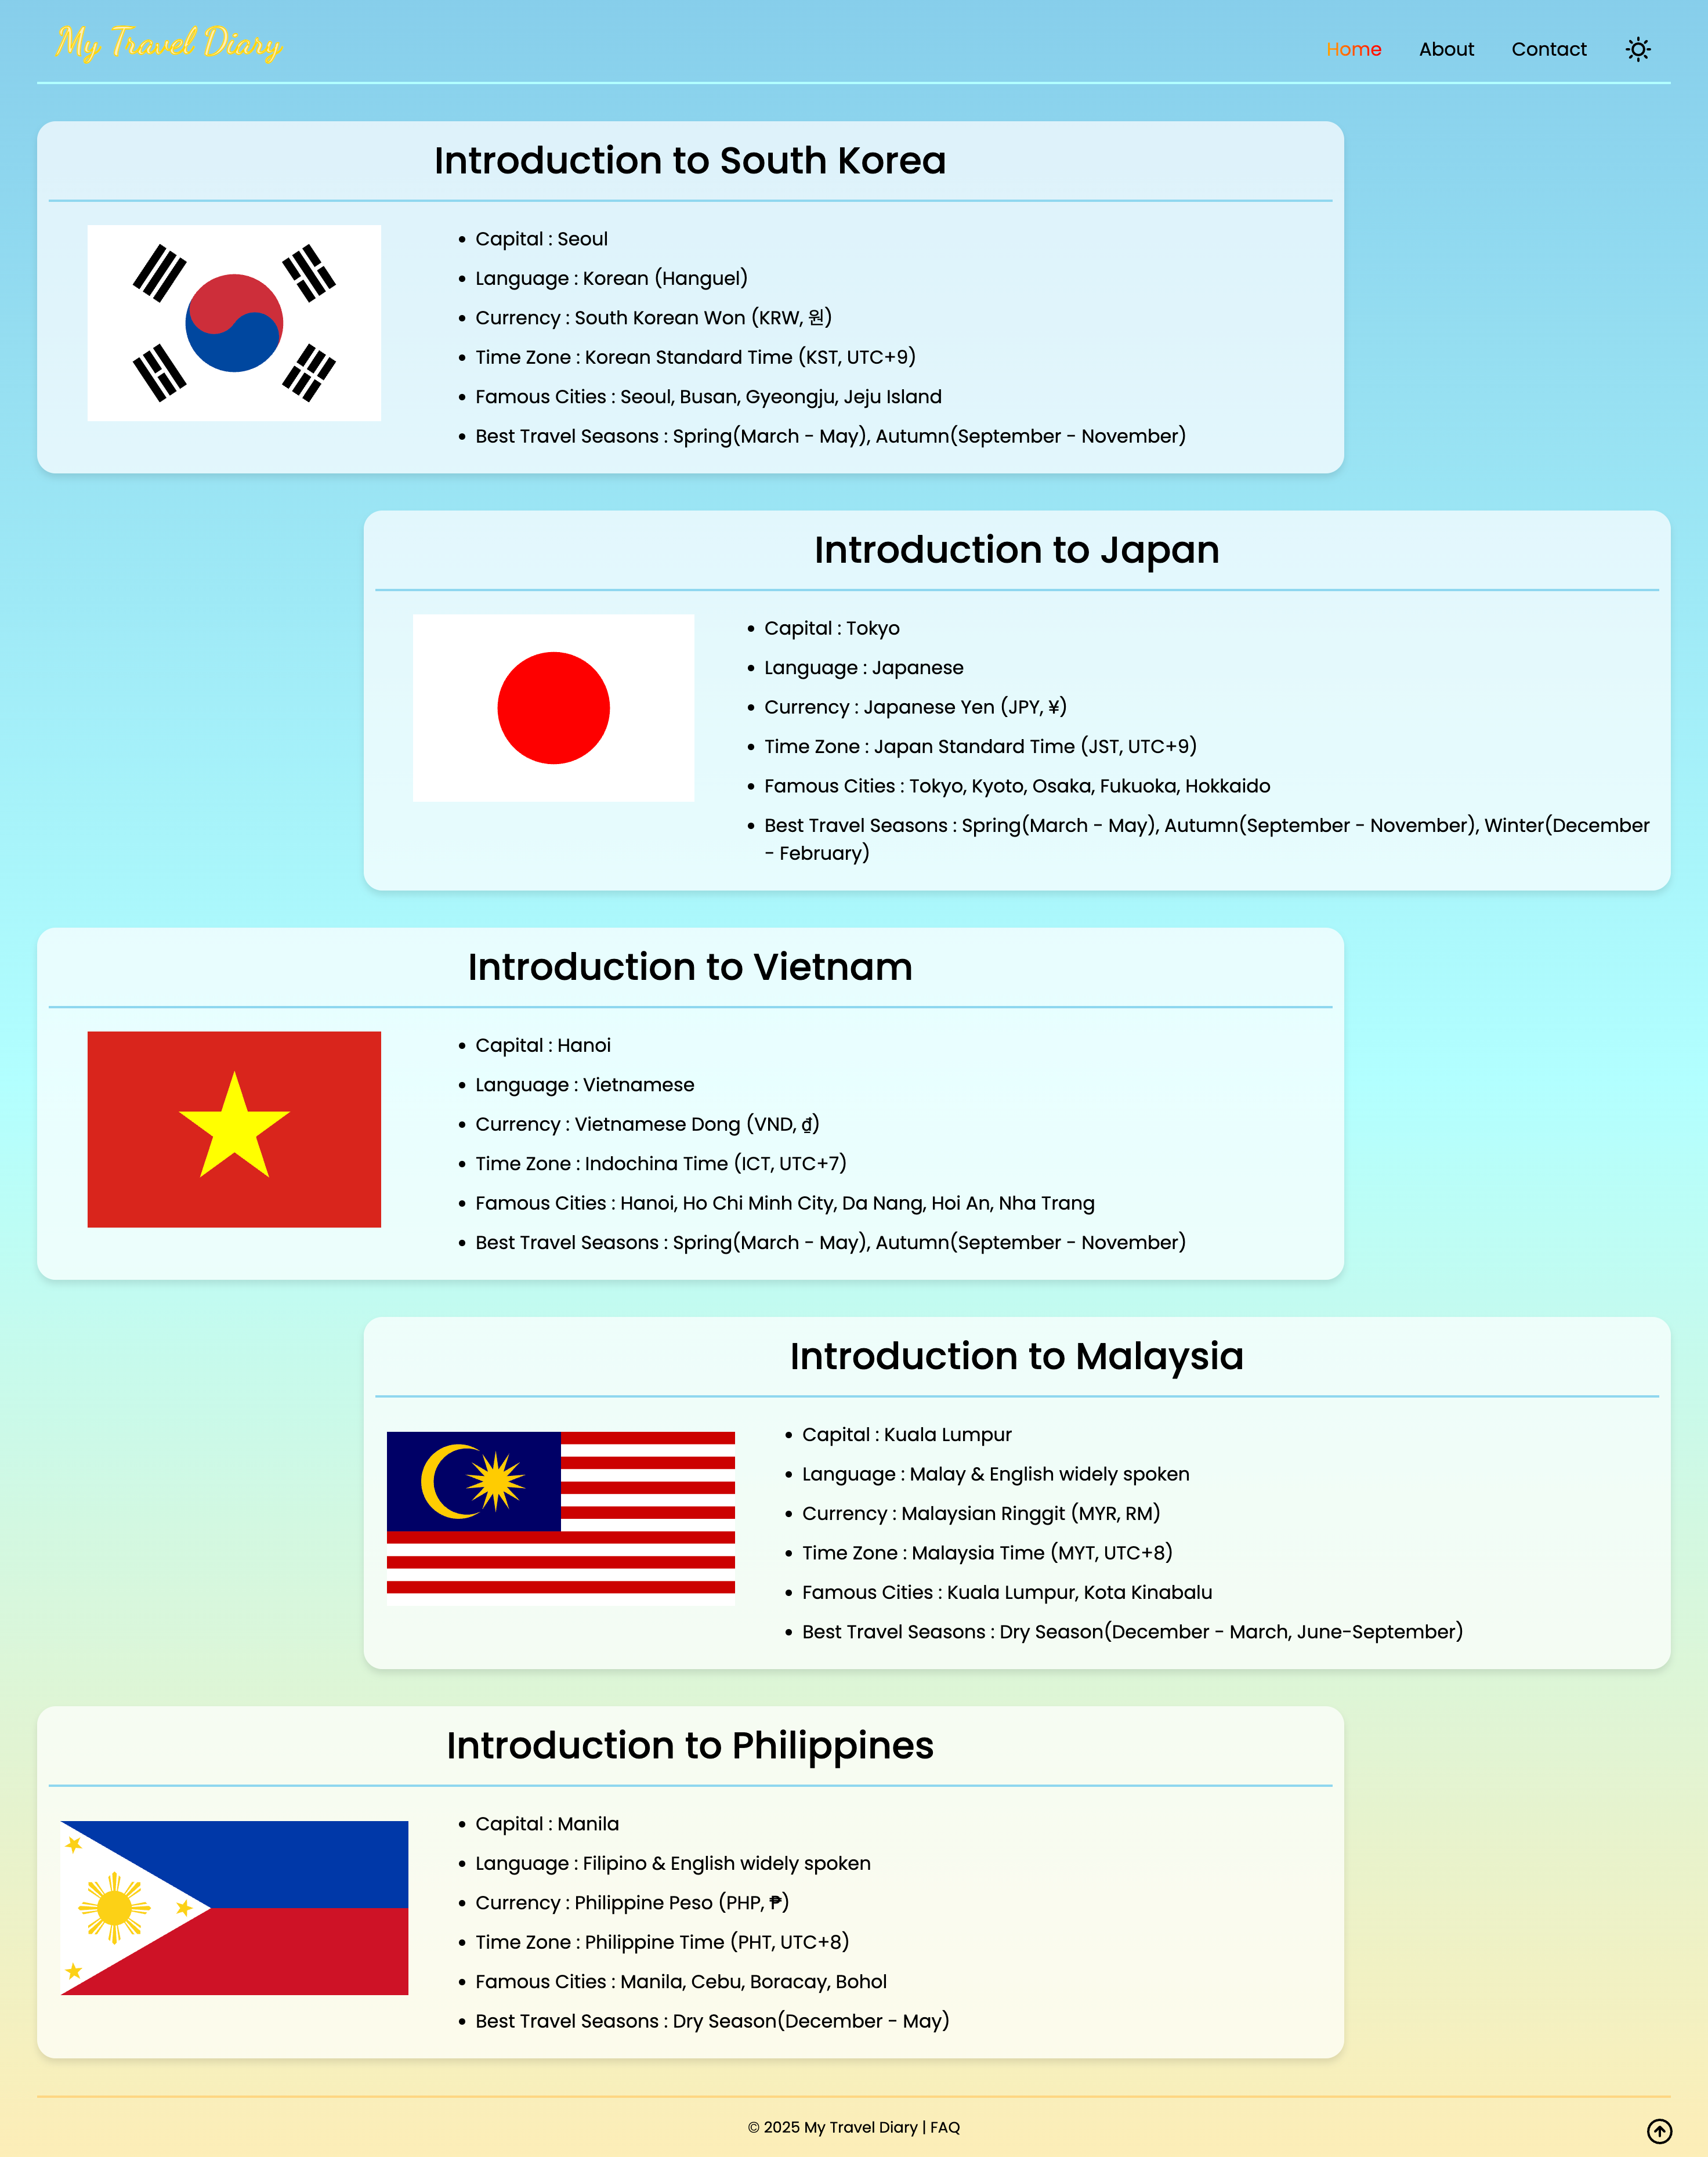 My Travel Diary
Home About Contact
Introduction to South Korea
Capital : Seoul
Language : Korean (Hanguel)
Currency : South Korean Won (KRW, 원)
Time Zone : Korean Standard Time (KST, UTC+9)
Famous Cities : Seoul, Busan, Gyeongju, Jeju Island
Best Travel Seasons : Spring(March - May), Autumn(September - November)
Introduction to Japan
Capital : Tokyo
Language : Japanese
Currency : Japanese Yen (JPY, ¥)
Time Zone : Japan Standard Time (JST, UTC+9)
Famous Cities : Tokyo, Kyoto, Osaka, Fukuoka, Hokkaido
Best Travel Seasons : Spring(March - May), Autumn(September - November), Winter(December
- February)
Introduction to Vietnam
Capital : Hanoi
Language : Vietnamese
Currency : Vietnamese Dong (VND, ₫)
Time Zone : Indochina Time (ICT, UTC+7)
Famous Cities : Hanoi, Ho Chi Minh City, Da Nang, Hoi An, Nha Trang
Best Travel Seasons : Spring(March - May), Autumn(September - November)
Introduction to Malaysia
Capital : Kuala Lumpur
Language : Malay & English widely spoken
Currency : Malaysian Ringgit (MYR, RM)
Time Zone : Malaysia Time (MYT, UTC+8)
Famous Cities : Kuala Lumpur, Kota Kinabalu
Best Travel Seasons : Dry Season(December - March, June-September)
Introduction to Philippines
Capital : Manila
Language : Filipino & English widely spoken
Currency : Philippine Peso (PHP, ₱)
Time Zone : Philippine Time (PHT, UTC+8)
Famous Cities : Manila, Cebu, Boracay, Bohol
Best Travel Seasons : Dry Season(December - May)
© 2025 My Travel Diary | FAQ